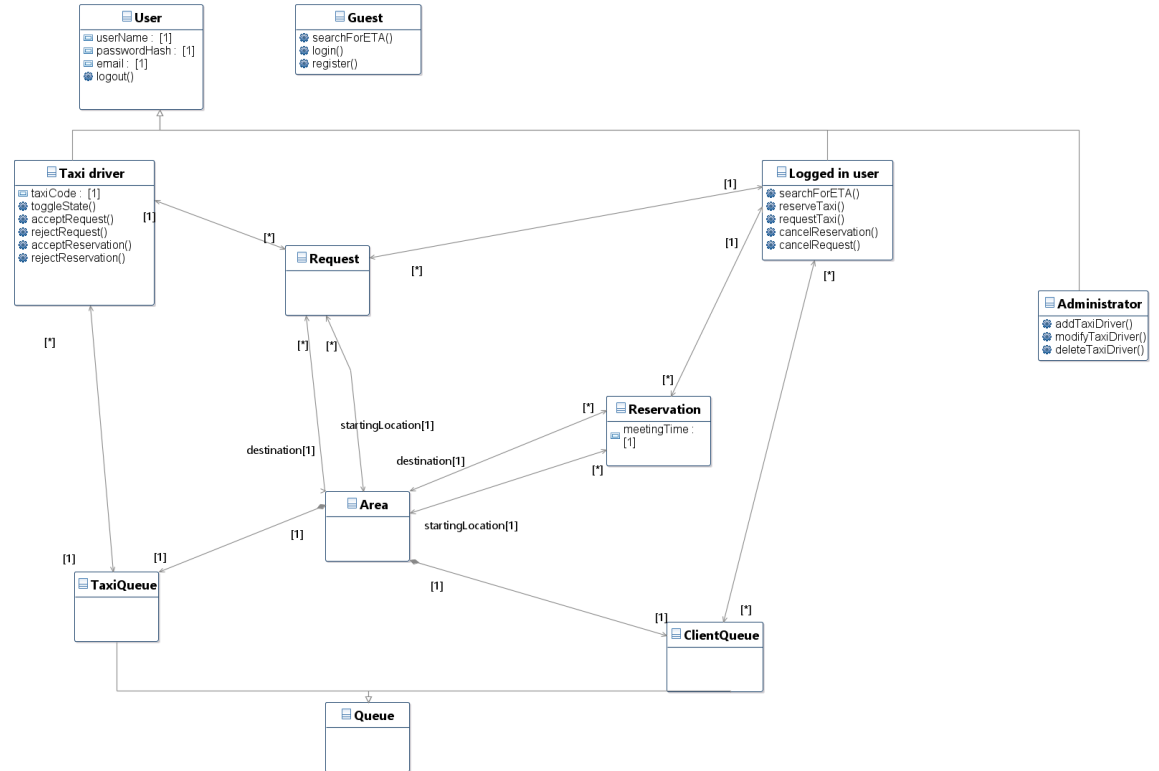 User
userName : [1]
passwordHash : [1]
email : [1]
logout()
Guest
searchForETA()
login()
register()
Taxi driver
taxiCode : [1]
toggleState()
acceptRequest()
rejectRequest()
acceptReservation()
rejectReservation()
Logged in user
searchForETA()
reserveTaxi()
requestTaxi()
cancelReservation()
cancelRequest()
[1]
[1]
[*]
[1]
Request
[*]
[*]
Administrator
addTaxiDriver()
modifyTaxiDriver()
deleteTaxiDriver()
[*]
[*]
[*]
[*]
[*]
Reservation
meetingTime :
[1]
startingLocation[1]
destination[1]
destination[1]
[*]
Area
startingLocation[1]
[1]
[1]
[1]
TaxiQueue
[1]
[1]
[*]
ClientQueue
Queue